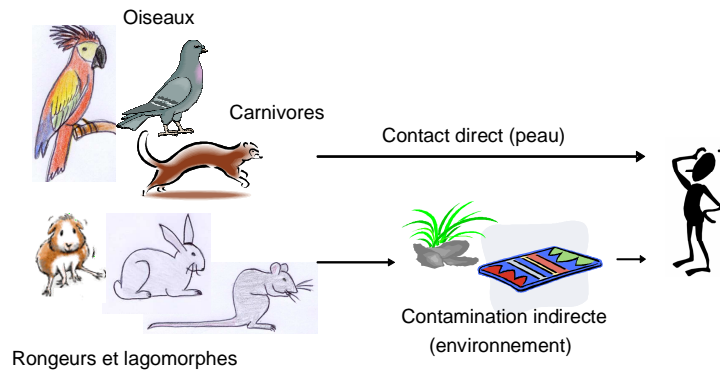 Oiseaux
Carnivores
Contact direct (peau)
Contamination indirecte
(environnement)
Rongeurs et lagomorphes